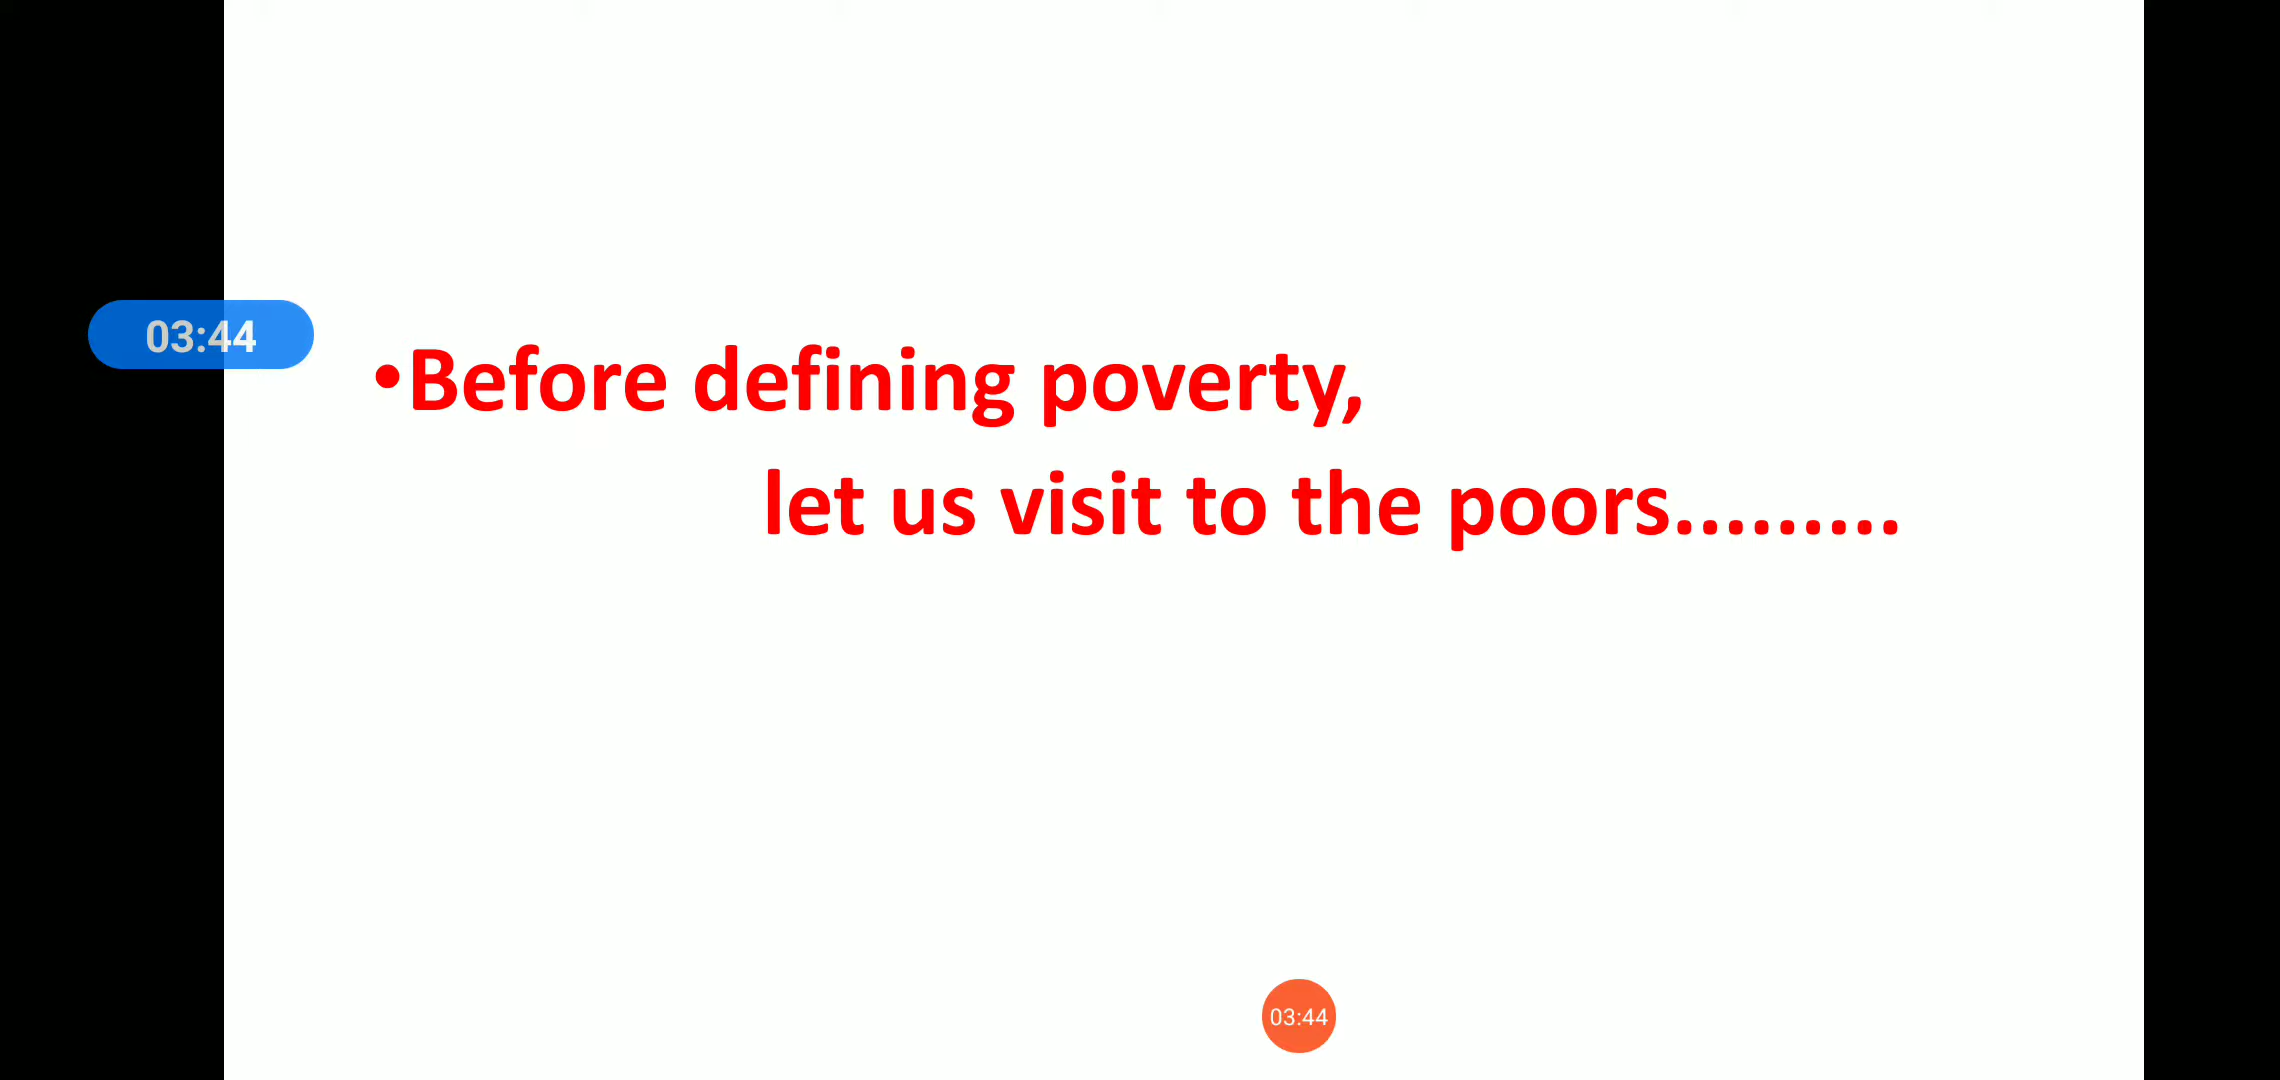 03:44
•Before defining poverty,
let us visit to the poors.........
03:44